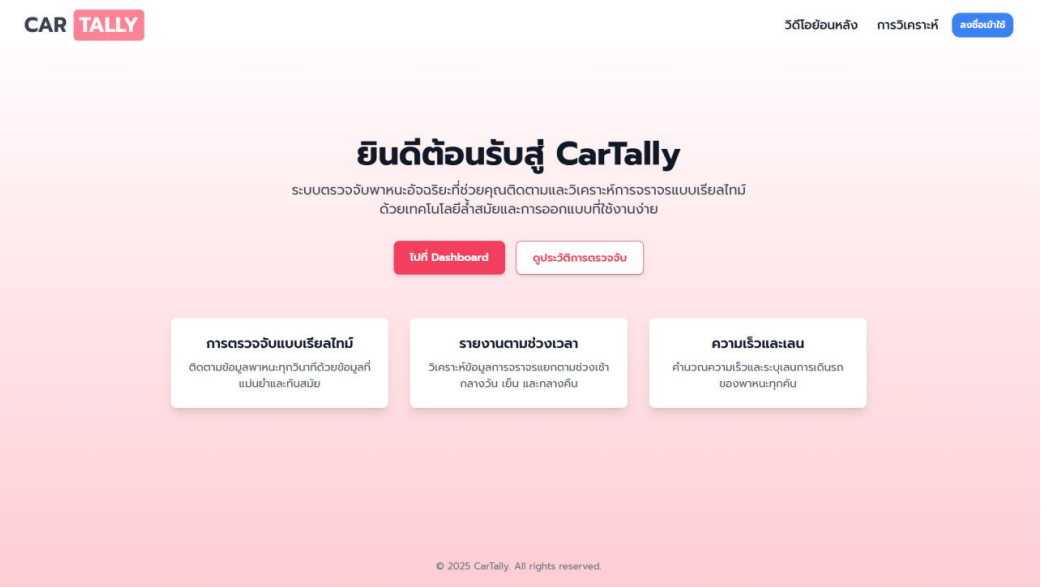 CAR TALLY
วิดีโอย้อนหลัง
การวิเคราะห์
ลงชื่อเข้าใช้
ยินดีต้อนรับสู่ CarTally
ระบบตรวจจับพาหนะอัจฉริยะที่ช่วยคุณติดตามและวิเคราะห์การจราจรแบบเรียลไทม์
ด้วยเทคโนโลยีล้ำสมัยและการออกแบบที่ใช้งานง่าย
ไปที่ Dashboard
ดูประวัติการตรวจจับ
การตรวจจับแบบเรียลไทม์
ติดตามข้อมูลพาหนะทุกวินาทีด้วยข้อมูลที่
แม่นยำและทันสมัย
รายงานตามช่วงเวลา
วิเคราะห์ข้อมูลการจราจรแยกตามช่วงเช้า
กลางวัน เย็น และกลางคืน
ความเร็วและเลน
คำนวณความเร็วและระบุเลนการเดินรถ
ของพาหนะทุกคัน
© 2025 CarTally. All rights reserved.